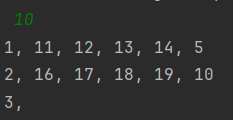 10
1, 11, 12, 13, 14, 5
2, 16, 17, 18, 19, 10
3,